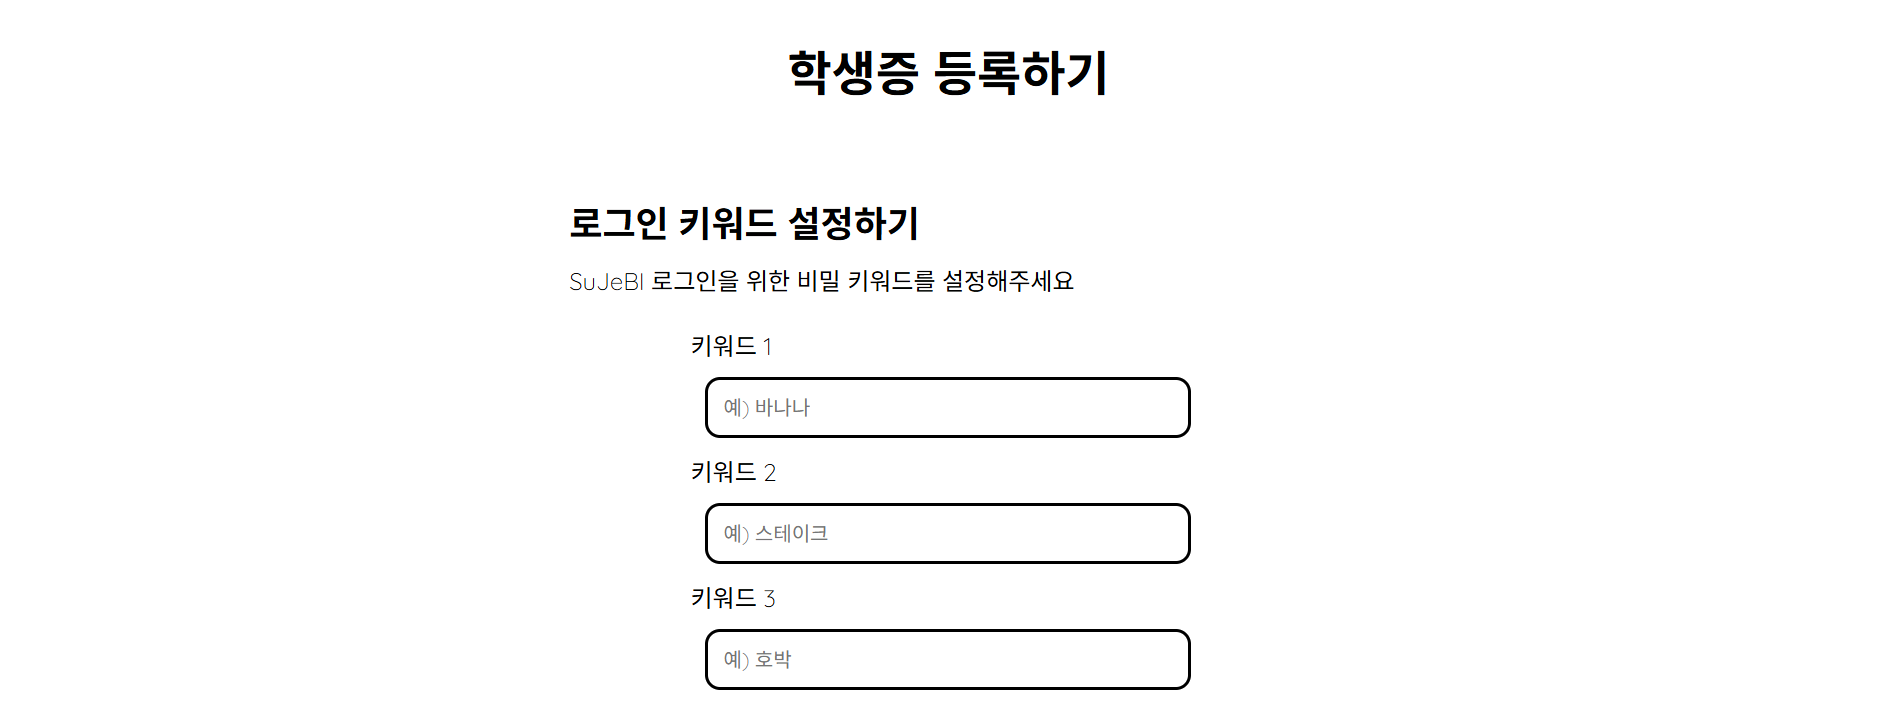 학생증 등록하기
로그인 키워드 설정하기
SuJeBI 로그인을 위한 비밀 키워드를 설정해주세요
키워드 1
예) 바나나
키워드 2
예) 스테이크
키워드 3
예) 호박